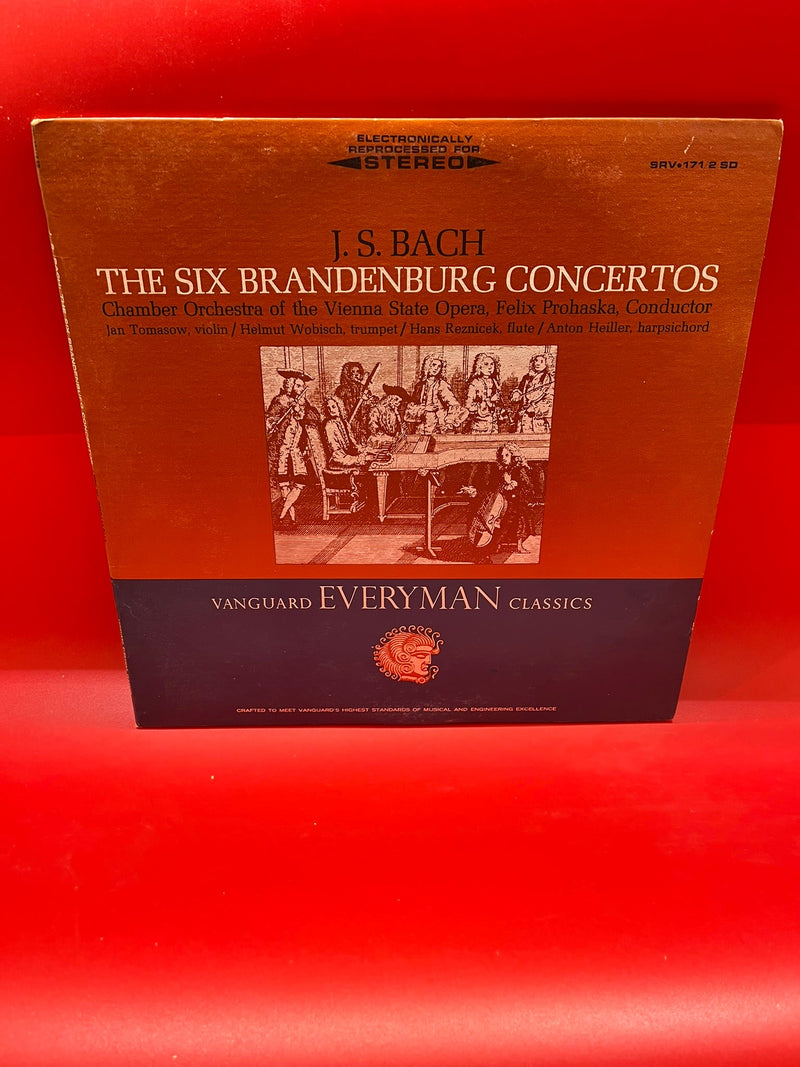 ELECTRONICALLY
REPROCESSED FOR
STEREO
SRV•171/2 SD
J. S. BACH
THE SIX BRANDENBURG CONCERTOS
Chamber Orchestra of the Vienna State Opera, Felix Prohaska, Conductor
Jan Tomasow, violin / Helmut Wobisch, trumpet / Hans Reznicek, flute / Anton Heiller, harpsichord
VANGUARD EVERYMAN CLASSICS
CRAFTED TO MEET VANGUARD'S HIGHEST STANDARDS OF MUSICAL AND ENGINEERING EXCELLENCE